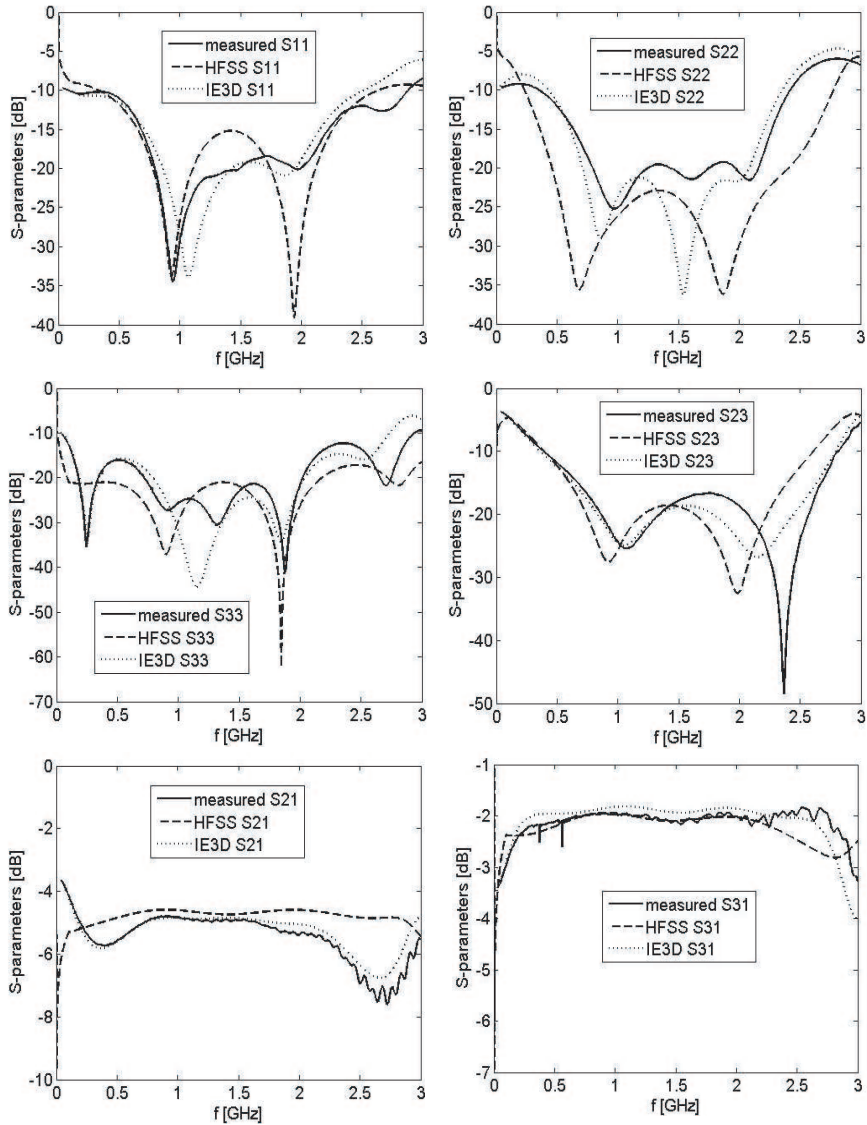 S-parameters [dB]
0
-5
-10
-15
-20
-25
-30
-35
-40
measured S11
HFSS S11
IE3D S11
0 0.5 1 1.5 2 2.5 3
f [GHz]
S-parameters [dB]
0
-5
-10
-15
-20
-25
-30
-35
-40
measured S22
HFSS S22
IE3D S22
0 0.5 1 1.5 2 2.5 3
f [GHz]
S-parameters [dB]
0
-10
-20
-30
-40
-50
-60
-70
measured S33
HFSS S33
IE3D S33
0 0.5 1 1.5 2 2.5 3
f [GHz]
S-parameters [dB]
0
-10
-20
-30
-40
-50
measured S23
HFSS S23
IE3D S23
0 0.5 1 1.5 2 2.5 3
f [GHz]
S-parameters [dB]
0
-2
-4
-6
-8
-10
measured S21
HFSS S21
IE3D S21
0 0.5 1 1.5 2 2.5 3
f [GHz]
S-parameters [dB]
-1
-2
-3
-4
-5
-6
-7
measured S31
HFSS S31
IE3D S31
0 0.5 1 1.5 2 2.5 3
f [GHz]